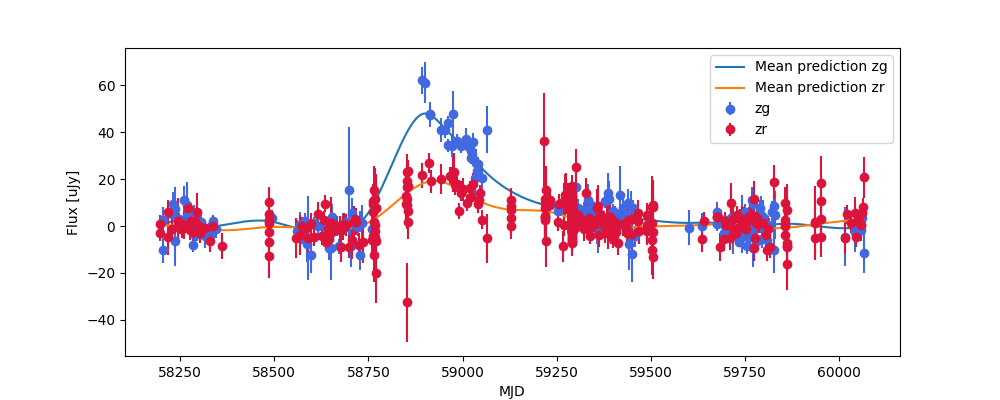 60
40
20
0
−20
−40
Flux [uJy]
58250
58500
58750
59000
59250
59500
59750
60000
MJD
Mean prediction zg
Mean prediction zr
zg
zr